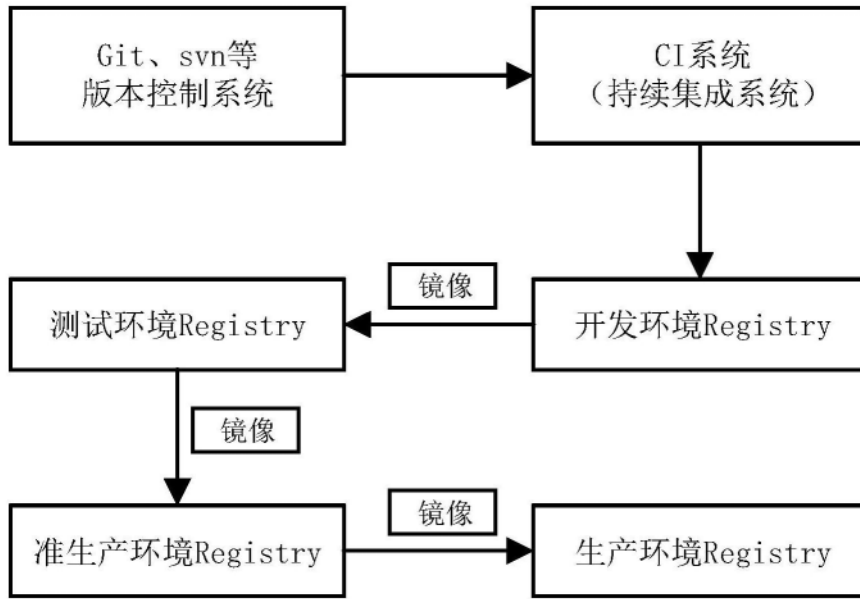 Git、svn等
版本控制系统
CI系统
（持续集成系统）
镜像
测试环境Registry
开发环境Registry
镜像
镜像
准生产环境Registry
生产环境Registry